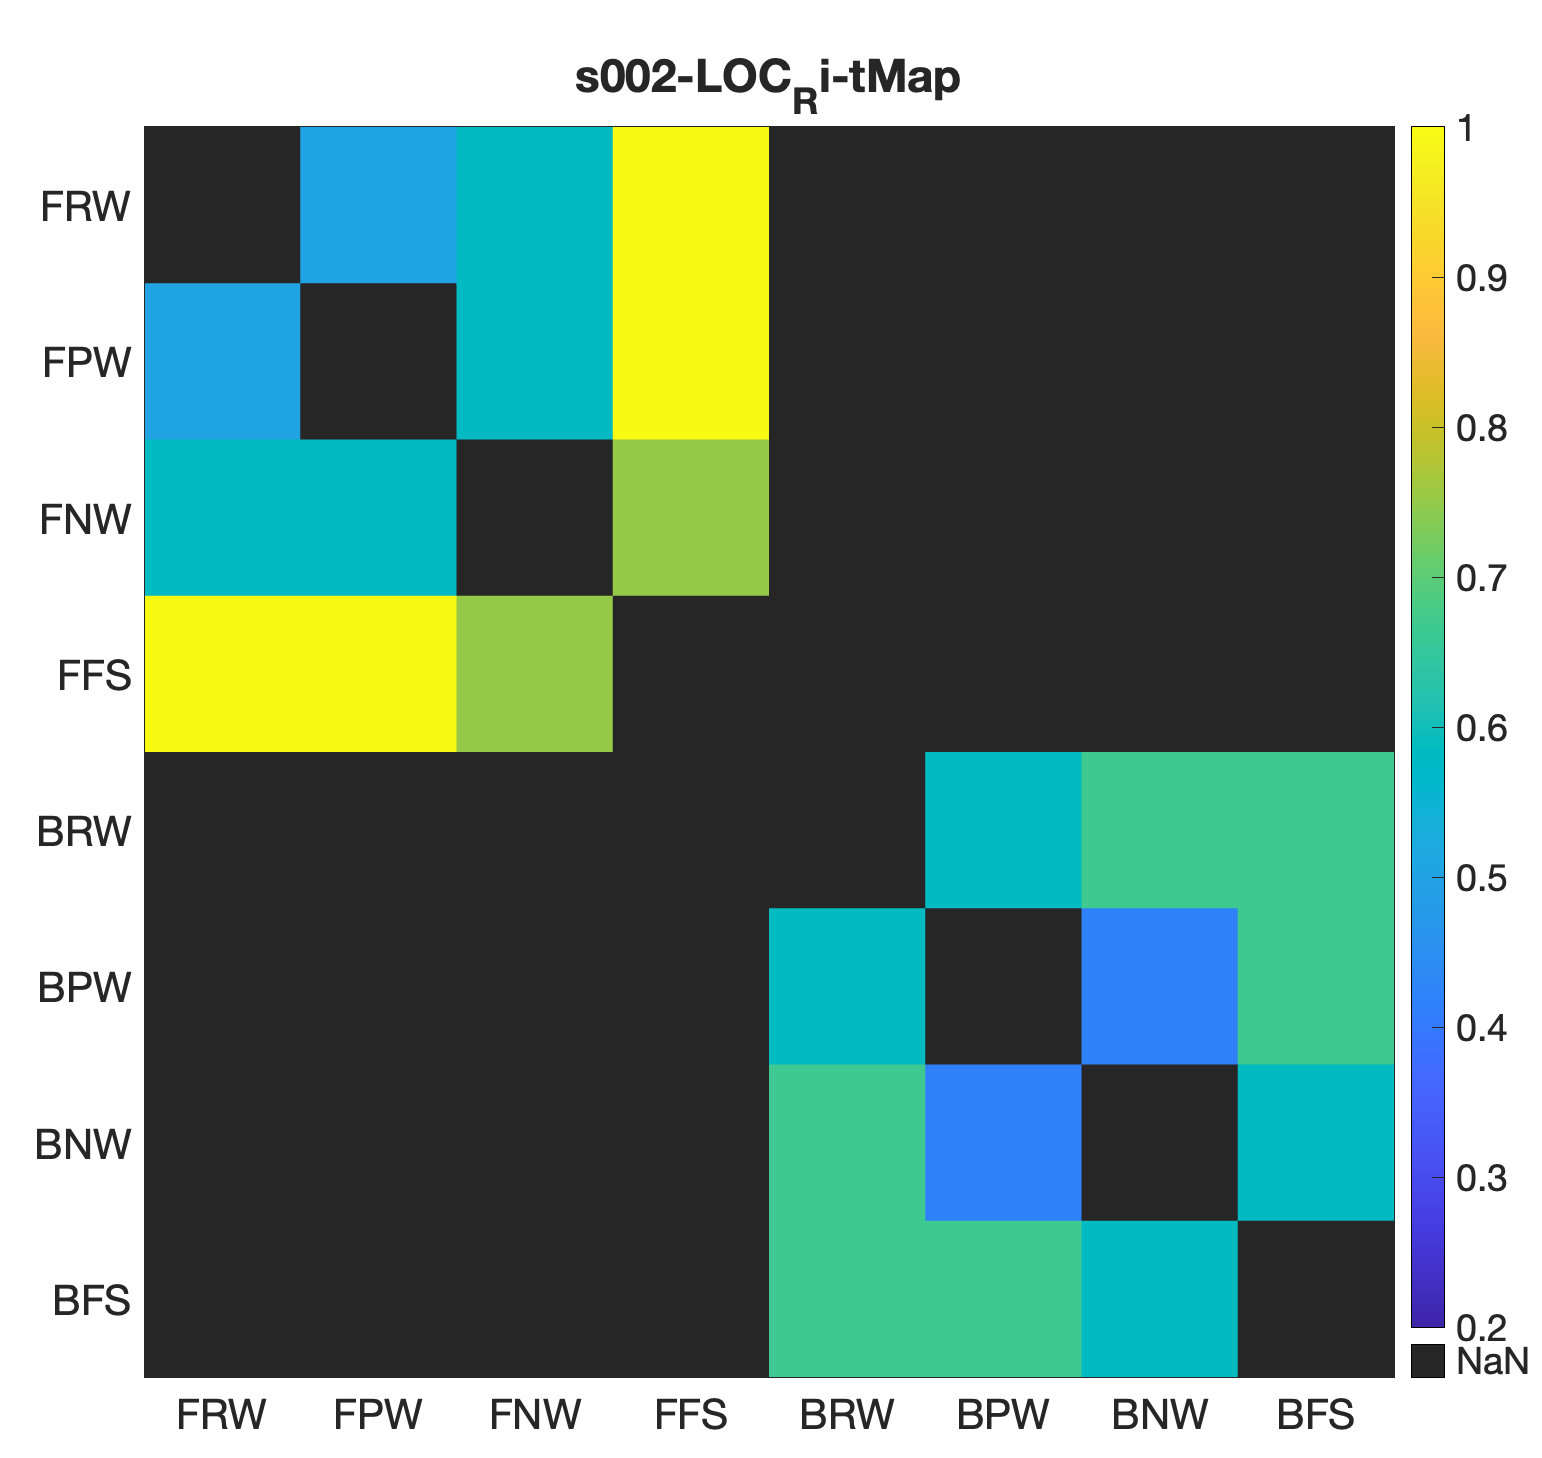 s002-LOCRi-tMap
FRW
FPW
FNW
FFS
BRW
BPW
BNW
BFS
FRW FPW FNW FFS BRW BPW BNW BFS
1
0.9
0.8
0.7
0.6
0.5
0.4
0.3
0.2
NaN